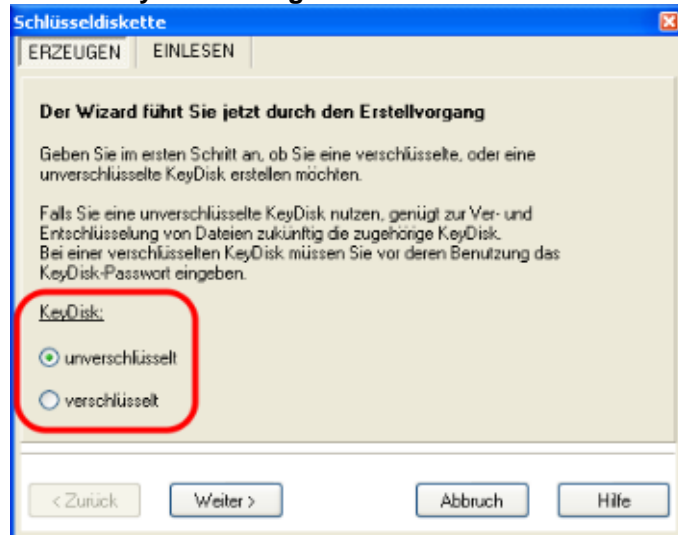 Schlüsseldiskette
ERZEUGEN EINLESEN
Der Wizard führt Sie jetzt durch den Erstellvorgang
Geben Sie im ersten Schritt an, ob Sie eine verschlüsselte, oder eine
unverschlüsselte KeyDisk erstellen möchten.
Falls Sie eine unverschlüsselte KeyDisk nutzen, genügt zur Ver- und
Entschlüsselung von Dateien zukünftig die zugehörige KeyDisk.
Bei einer verschlüsselten KeyDisk müssen Sie vor deren Benutzung das
KeyDisk-Passwort eingeben.
KeyDisk:
unverschlüsselt
verschlüsselt
< Zurück Weiter > Abbruch Hilfe